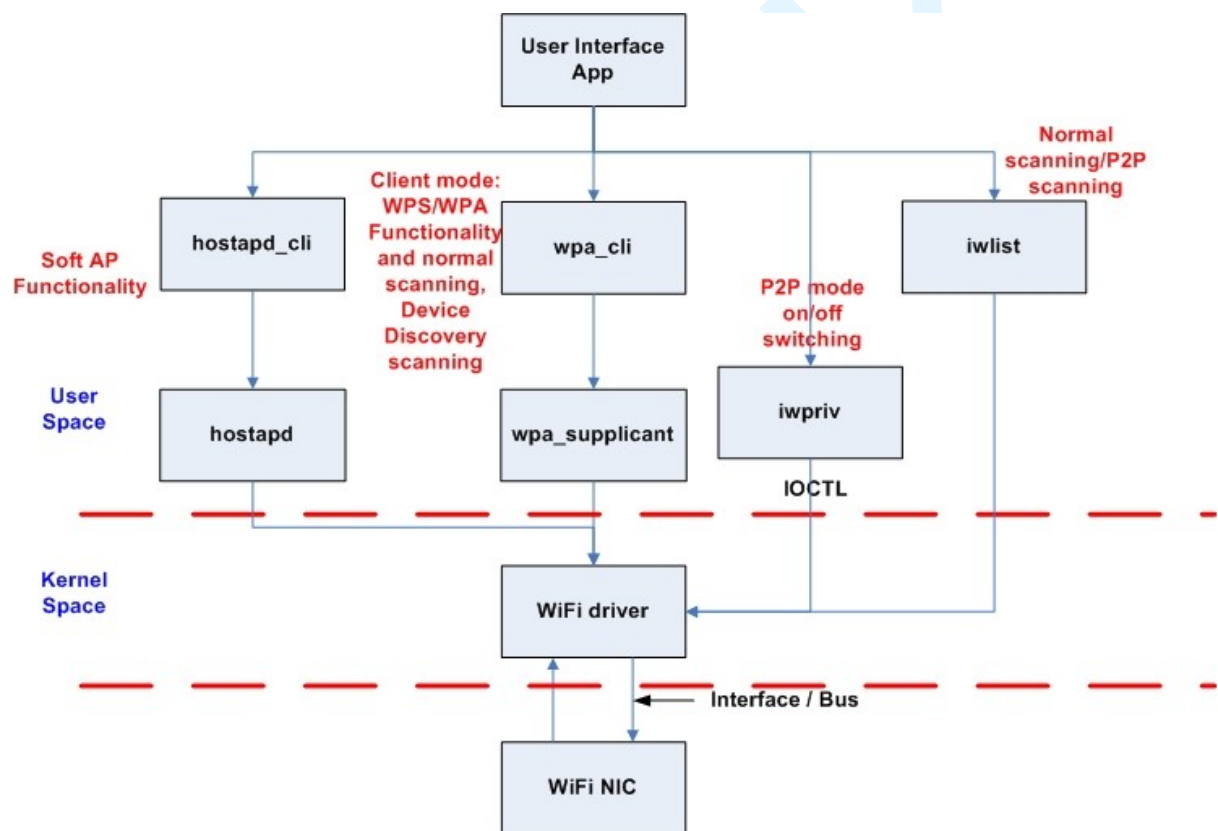 User Interface
App
Normal
scanning/P2P
scanning
Client mode:
WPS/WPA
Functionality
and normal
scanning,
Device
Discovery
scanning
hostapd_cli
wpa_cli
iwlist
Soft AP
Functionality
P2P mode
on/off
switching
User
Space
hostapd
wpa_supplicant
iwpriv
IOCTL
Kernel
Space
WiFi driver
Interface / Bus
WiFi NIC